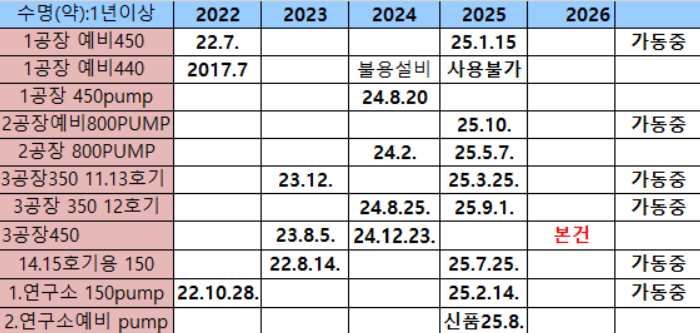 수명(약):1년이상 2022 2023 2024 2025 2026
1공장 예비450 22.7. 25.1.15 가동중
1공장 예비440 2017.7 불용설비 사용불가
1공장 450pump 24.8.20
2공장예비800PUMP 25.10. 가동중
2공장 800PUMP 24.2. 25.5.7.
3공장350 11.13호기 23.12. 25.3.25. 가동중
3공장 350 12호기 24.8.25. 25.9.1. 가동중
3공장450 23.8.5. 24.12.23. 본건
14.15호기용 150 22.8.14. 25.7.25. 가동중
1.연구소 150pump 22.10.28. 25.2.14. 가동중
2.연구소예비 pump 신품25.8.